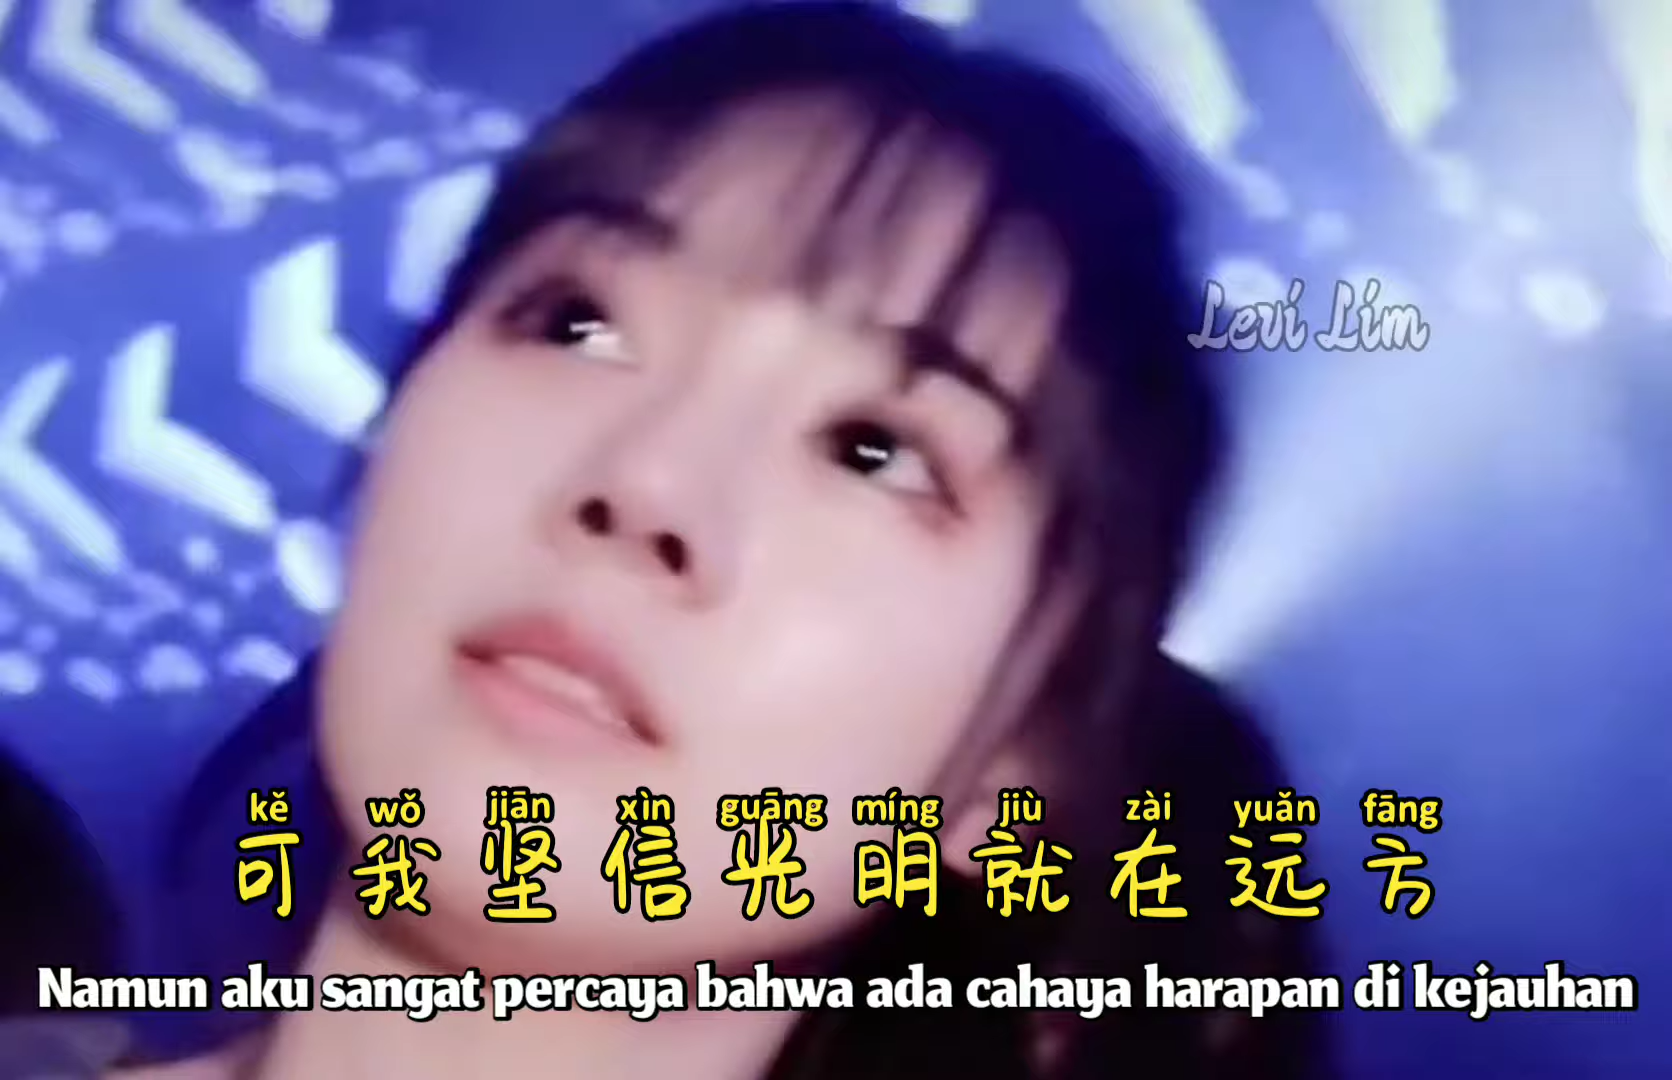 Levi Lim
kě wǒ jiān xìn guāng míng jiù zài yuǎn fāng
可我坚信光明就在远方
Namun aku sangat percaya bahwa ada cahaya harapan di kejauhan